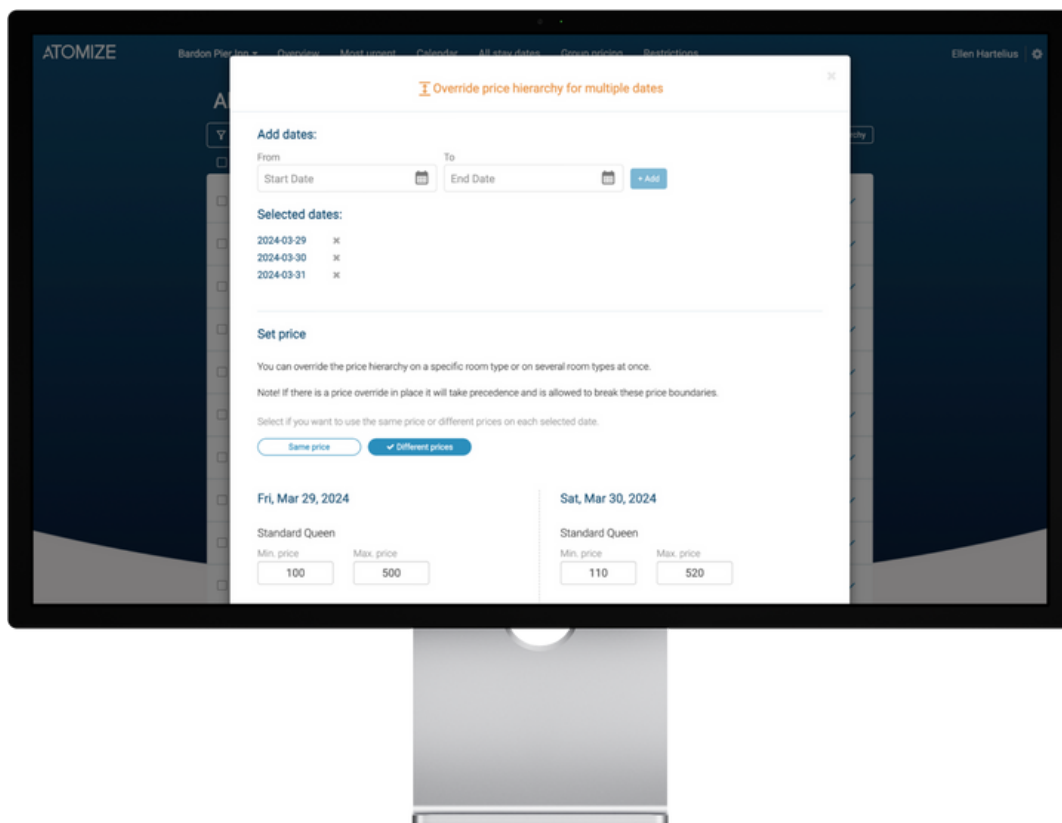 ATOMIZE
Bardon Pier Inn Overview Most urgent Calendar All stay dates Group pricing Restrictions
Ellen Hartelius
Override price hierarchy for multiple dates
Add dates:
From To
Start Date End Date + Add
Selected dates:
2024-03-29
2024-03-30
2024-03-31
Set price
You can override the price hierarchy on a specific room type or on several room types at once.
Note! If there is a price override in place it will take precedence and is allowed to break these price boundaries.
Select if you want to use the same price or different prices on each selected date.
Same price Different prices
Fri, Mar 29, 2024 Sat, Mar 30, 2024
Standard Queen Standard Queen
Min. price Max. price Min. price Max. price
100 500 110 520